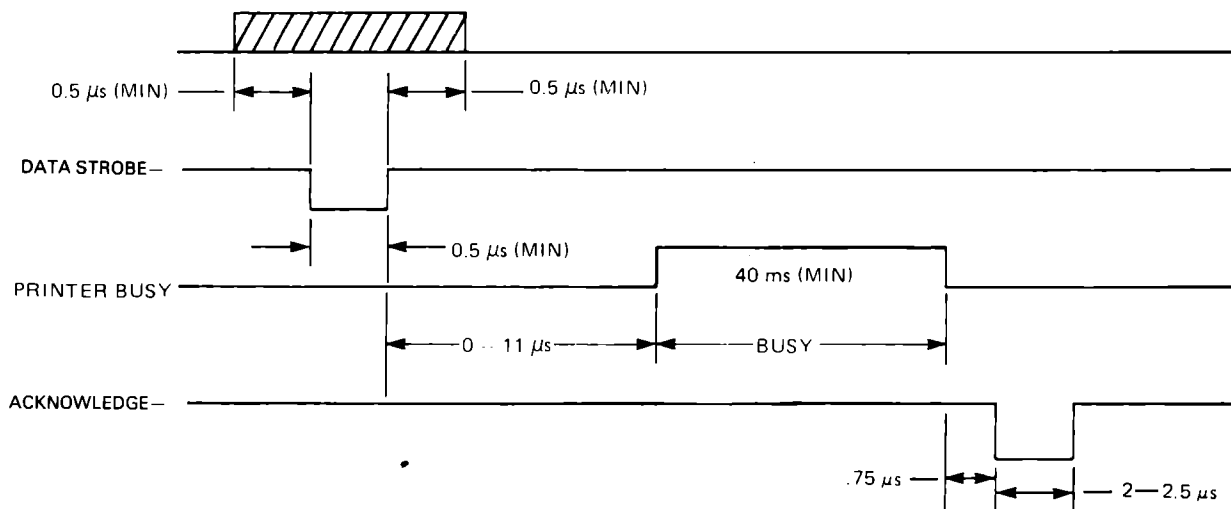 0.5 µs (MIN)
0.5 µs (MIN)
DATA STROBE—
0.5 µs (MIN)
40 ms (MIN)
PRINTER BUSY
0 -- 11 µs
BUSY
ACKNOWLEDGE—
.75 µs
2—2.5 µs